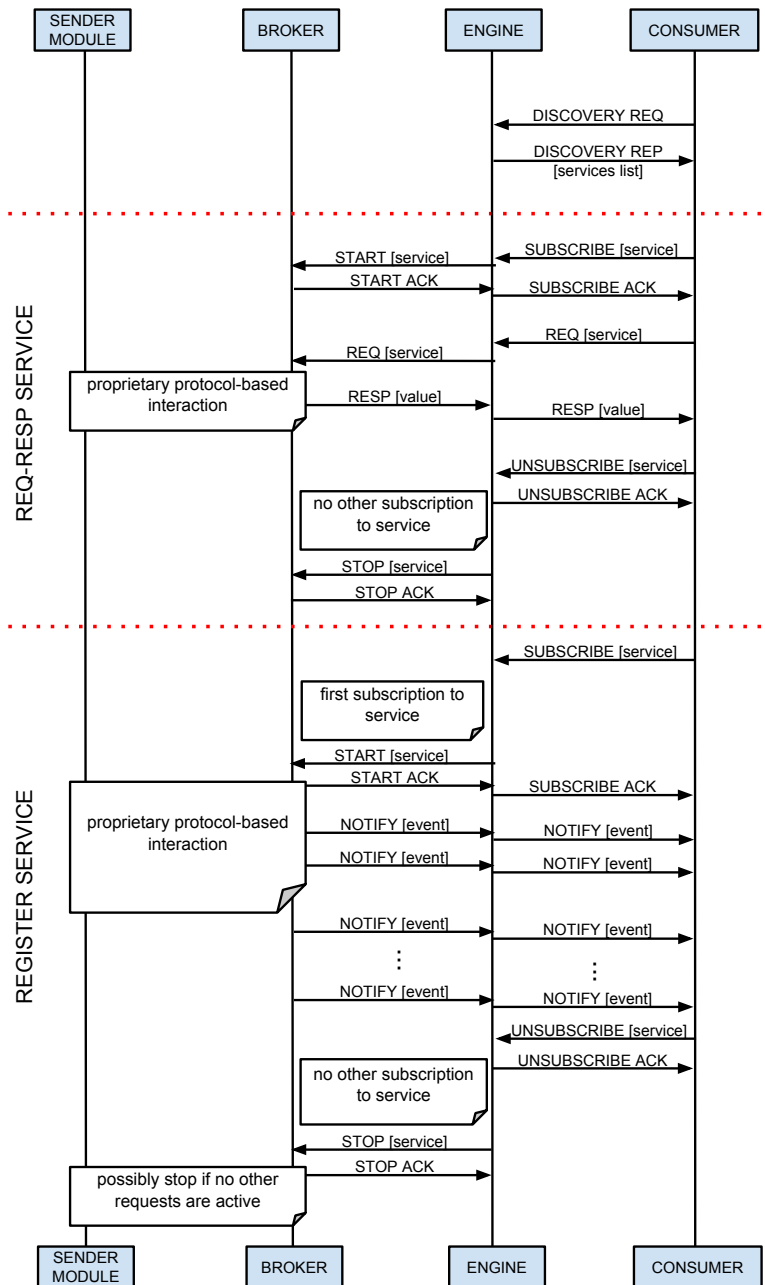 SENDER
MODULE
BROKER
ENGINE
CONSUMER
DISCOVERY REQ
DISCOVERY REP
[services list]
REQ-RESP SERVICE
SUBSCRIBE [service]
START [service]
START ACK
SUBSCRIBE ACK
REQ [service]
REQ [service]
proprietary protocol-based
interaction
RESP [value]
RESP [value]
UNSUBSCRIBE [service]
UNSUBSCRIBE ACK
no other subscription
to service
STOP [service]
STOP ACK
REGISTER SERVICE
SUBSCRIBE [service]
first subscription to
service
START [service]
START ACK
SUBSCRIBE ACK
proprietary protocol-based
interaction
NOTIFY [event]
NOTIFY [event]
NOTIFY [event]
NOTIFY [event]
NOTIFY [event]
NOTIFY [event]
⋮
⋮
NOTIFY [event]
NOTIFY [event]
UNSUBSCRIBE [service]
UNSUBSCRIBE ACK
no other subscription
to service
STOP [service]
STOP ACK
possibly stop if no other
requests are active
SENDER
MODULE
BROKER
ENGINE
CONSUMER